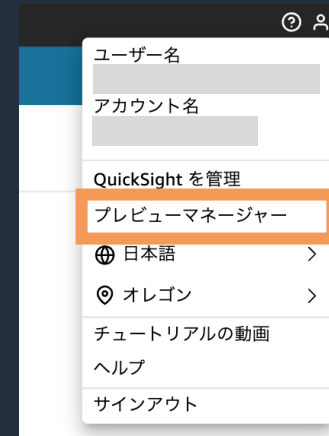 ユーザー名
アカウント名
QuickSight を管理
プレビューマネージャー
日本語
オレゴン
チュートリアルの動画
ヘルプ
サインアウト